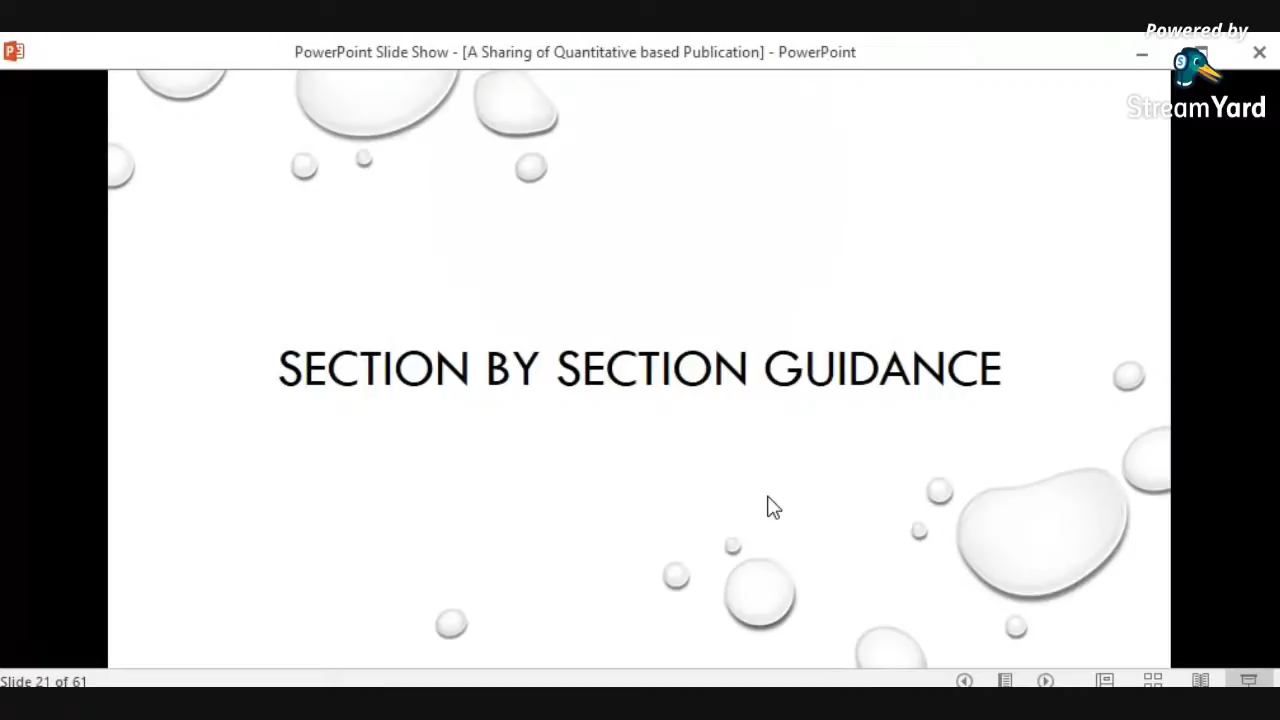 Powered by
PowerPoint Slide Show - [A Sharing of Quantitative based Publication] - PowerPoint
StreamYard
SECTION BY SECTION GUIDANCE
Slide 21 of 61